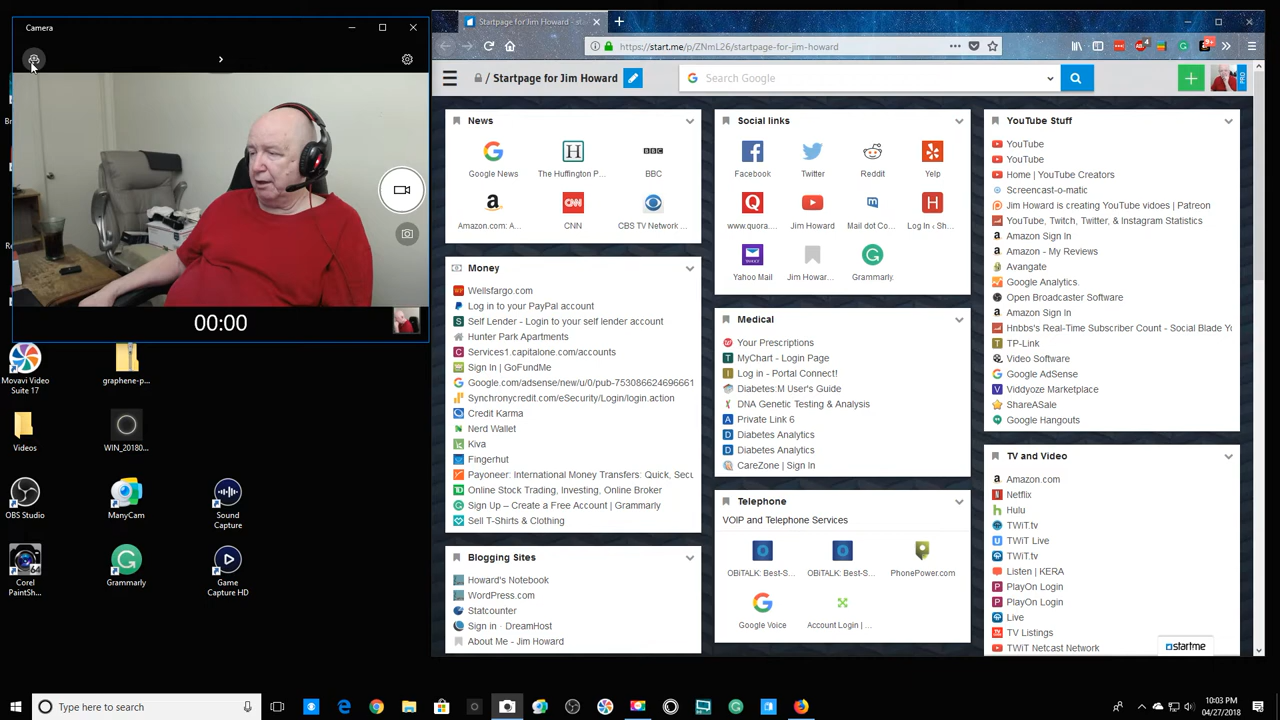 Camera
00:00
Movavi Video
Suite 17
graphene-p...
Videos
WIN_20180...
OBS Studio
ManyCam
Sound
Capture
Corel
PaintSh...
Grammarly
Game
Capture HD
Startpage for Jim Howard - sta
https://start.me/p/ZNmL26/startpage-for-jim-howard
/ Startpage for Jim Howard
Search Google
PRO
News
Google News
The Huffington P...
BBC
Amazon.com: A...
CNN
CBS TV Network ...
Money
Wellsfargo.com
Log in to your PayPal account
Self Lender - Login to your self lender account
Hunter Park Apartments
Services1.capitalone.com/accounts
Sign In | GoFundMe
Google.com/adsense/new/u/0/pub-753086624696661
Synchronycredit com/eSecurity/Login/login.action
Credit Karma
Nerd Wallet
Kiva
Fingerhut
Payoneer: International Money Transfers: Quick, Secu
Online Stock Trading, Investing, Online Broker
Sign Up – Create a Free Account | Grammarly
Sell T-Shirts & Clothing
Blogging Sites
Howard's Notebook
WordPress.com
Statcounter
Sign in · DreamHost
About Me - Jim Howard
Social links
Facebook
Twitter
Reddit
Yelp
www.quora.
Jim Howard
Mail dot Co...
Log In ‹ Sh...
Yahoo Mail
Jim Howar...
Grammarly.
Medical
Your Prescriptions
MyChart - Login Page
Log in - Portal Connect!
Diabetes:M User's Guide
DNA Genetic Testing & Analysis
Private Link 6
Diabetes Analytics
Diabetes Analytics
CareZone | Sign In
Telephone
VOIP and Telephone Services
OBiTALK: Best-S...
OBiTALK: Best-S...
PhonePower.com
Google Voice
Account Login | ...
YouTube Stuff
YouTube
YouTube
Home | YouTube Creators
Screencast-o-matic
Jim Howard is creating YouTube vidoes | Patreon
YouTube, Twitch, Twitter, & Instagram Statistics
Amazon Sign In
Amazon - My Reviews
Avangate
Google Analytics.
Open Broadcaster Software
Amazon Sign In
Hnbbs's Real-Time Subscriber Count - Social Blade Yo
TP-Link
Video Software
Google AdSense
Viddyoze Marketplace
ShareASale
Google Hangouts
TV and Video
Amazon.com
Netflix
Hulu
TWiT.tv
TWiT Live
TWiT.tv
Listen | KERA
PlayOn Login
PlayOn Login
Live
TV Listings
TWiT Netcast Network
startme
Type here to search
10:03 PM
04/27/2018